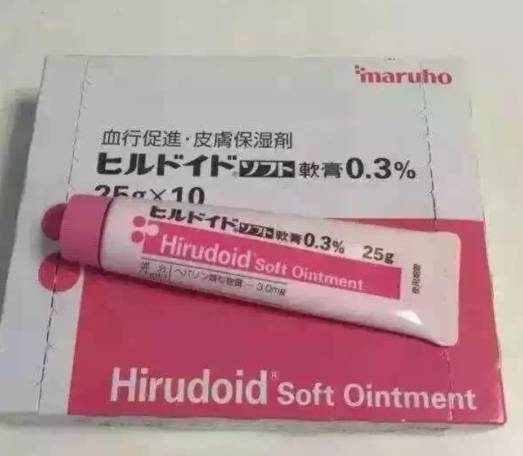 maruho
血行促進・皮膚保湿剤
ヒルドイド®ソフト軟膏0.3%
25g×10
ヒルドイド®ソフト軟膏0.3% 25g
Hirudoid® Soft Ointment
Hirudoid® Soft Ointment